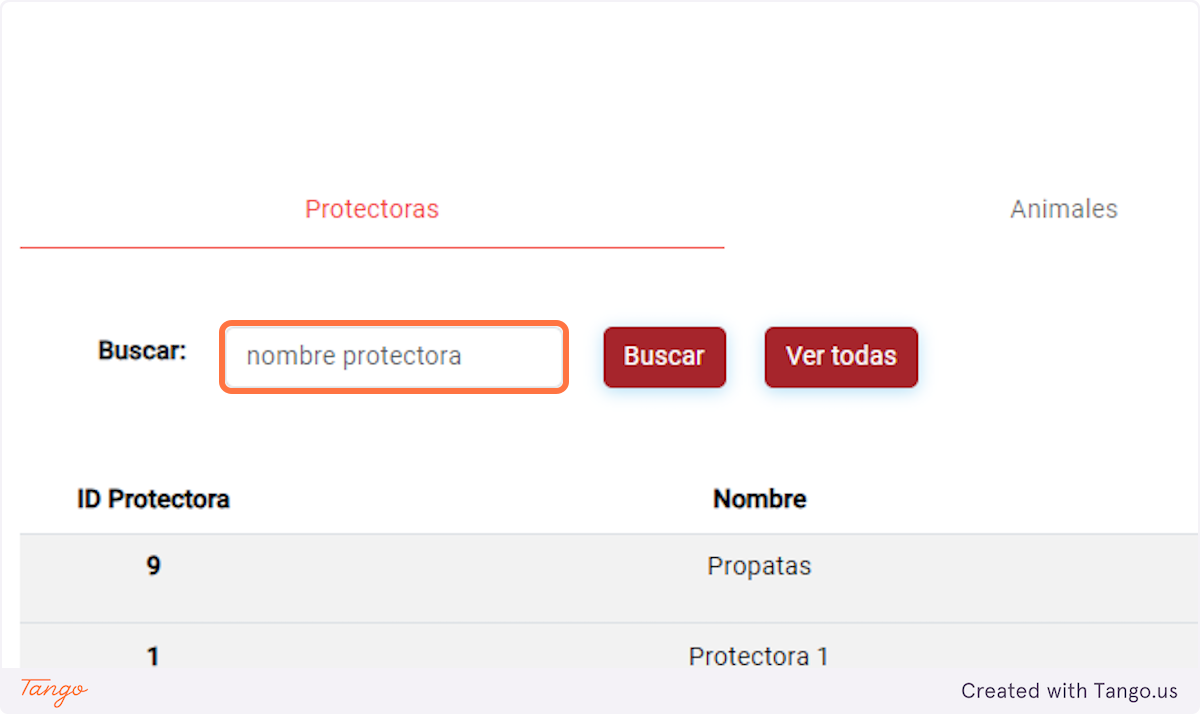 Protectoras Animales
Buscar: nombre protectora Buscar Ver todas
ID Protectora Nombre
9 Propatas
1 Protectora 1
Tango Created with Tango.us